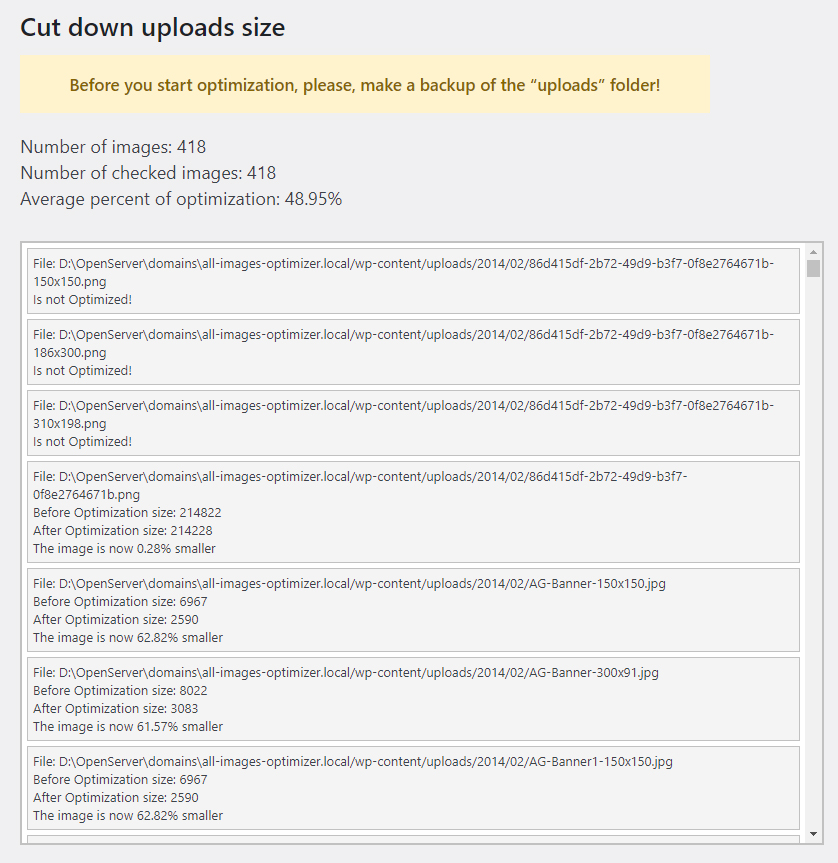 Cut down uploads size
Before you start optimization, please, make a backup of the “uploads” folder!
Number of images: 418
Number of checked images: 418
Average percent of optimization: 48.95%
File: D:\OpenServer\domains\all-images-optimizer.local/wp-content/uploads/2014/02/86d415df-2b72-49d9-b3f7-0f8e2764671b-
150x150.png
Is not Optimized!
File: D:\OpenServer\domains\all-images-optimizer.local/wp-content/uploads/2014/02/86d415df-2b72-49d9-b3f7-0f8e2764671b-
186x300.png
Is not Optimized!
File: D:\OpenServer\domains\all-images-optimizer.local/wp-content/uploads/2014/02/86d415df-2b72-49d9-b3f7-0f8e2764671b-
310x198.png
Is not Optimized!
File: D:\OpenServer\domains\all-images-optimizer.local/wp-content/uploads/2014/02/86d415df-2b72-49d9-b3f7-
0f8e2764671b.png
Before Optimization size: 214822
After Optimization size: 214228
The image is now 0.28% smaller
File: D:\OpenServer\domains\all-images-optimizer.local/wp-content/uploads/2014/02/AG-Banner-150x150.jpg
Before Optimization size: 6967
After Optimization size: 2590
The image is now 62.82% smaller
File: D:\OpenServer\domains\all-images-optimizer.local/wp-content/uploads/2014/02/AG-Banner-300x91.jpg
Before Optimization size: 8022
After Optimization size: 3083
The image is now 61.57% smaller
File: D:\OpenServer\domains\all-images-optimizer.local/wp-content/uploads/2014/02/AG-Banner1-150x150.jpg
Before Optimization size: 6967
After Optimization size: 2590
The image is now 62.82% smaller